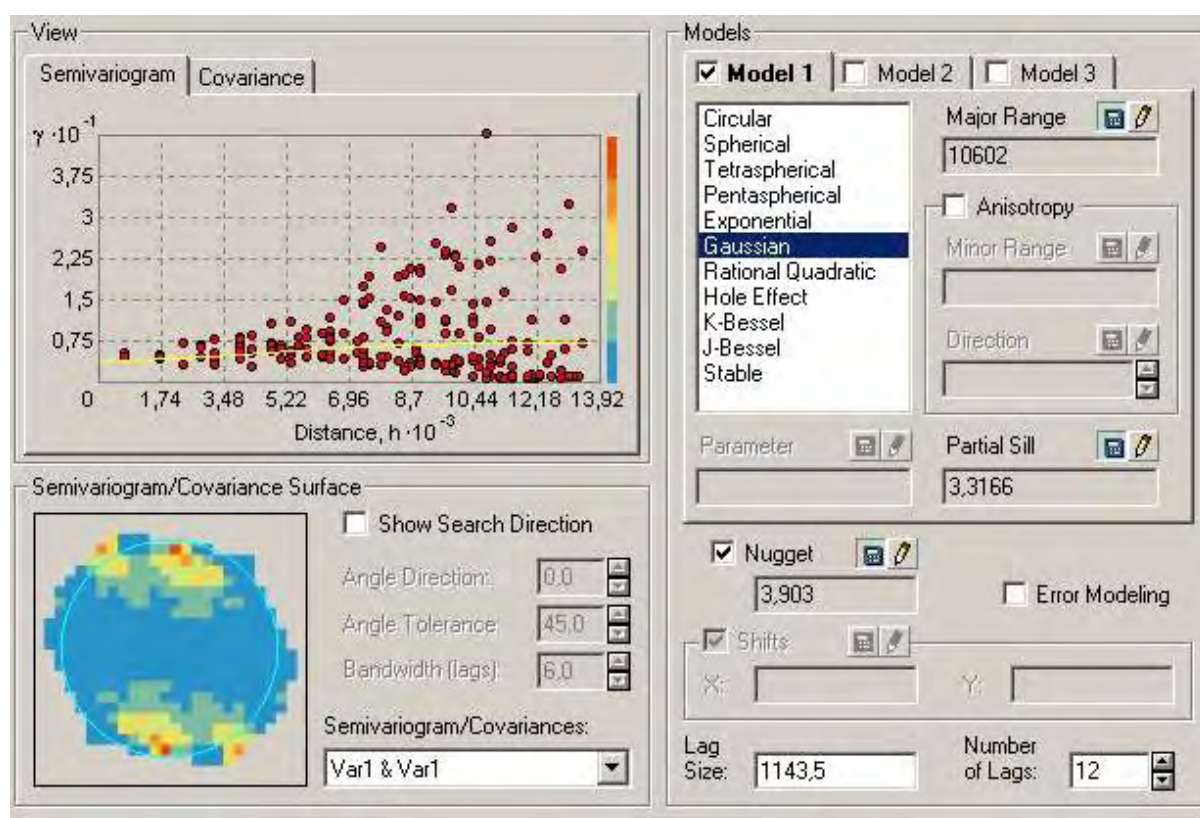 View
Semivariogram
Covariance
γ ·10 -1
3,75
3
2,25
1,5
0,75
0 1,74 3,48 5,22 6,96 8,7 10,44 12,18 13,92
Distance, h ·10 -3
Semivariogram/Covariance Surface
Show Search Direction
Angle Direction:
0,0
Angle Tolerance
45,0
Bandwidth (lags):
6,0
Semivariogram/Covariances:
Var1 & Var1
Models
Model 1
Model 2
Model 3
Circular
Spherical
Tetraspherical
Pentaspherical
Exponential
Gaussian
Rational Quadratic
Hole Effect
K-Bessel
J-Bessel
Stable
Major Range
10602
Anisotropy
Minor Range
Direction
Parameter
Partial Sill
3,3166
Nugget
3,903
Error Modeling
Shifts
X:
Y:
Lag
Size:
1143,5
Number
of Lags:
12